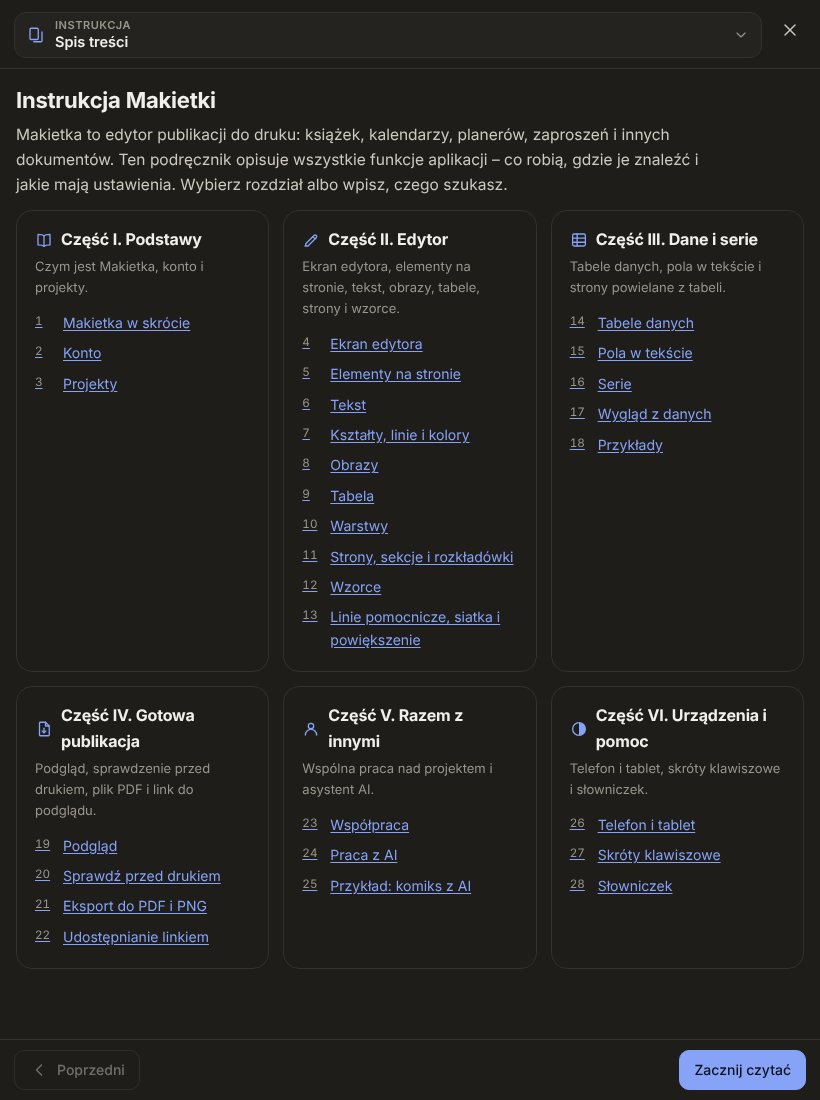 INSTRUKCJA
Spis treści
Instrukcja Makietki
Makietka to edytor publikacji do druku: książek, kalendarzy, planerów, zaproszeń i innych
dokumentów. Ten podręcznik opisuje wszystkie funkcje aplikacji – co robią, gdzie je znaleźć i
jakie mają ustawienia. Wybierz rozdział albo wpisz, czego szukasz.
Część I. Podstawy
Czym jest Makietka, konto i
projekty.
1 Makietka w skrócie
2 Konto
3 Projekty
Część II. Edytor
Ekran edytora, elementy na
stronie, tekst, obrazy, tabele,
strony i wzorce.
4 Ekran edytora
5 Elementy na stronie
6 Tekst
7 Kształty, linie i kolory
8 Obrazy
9 Tabela
10 Warstwy
11 Strony, sekcje i rozkładówki
12 Wzorce
13 Linie pomocnicze, siatka i
powiększenie
Część III. Dane i serie
Tabele danych, pola w tekście i
strony powielane z tabeli.
14 Tabele danych
15 Pola w tekście
16 Serie
17 Wygląd z danych
18 Przykłady
Część IV. Gotowa
publikacja
Podgląd, sprawdzenie przed
drukiem, plik PDF i link do
podglądu.
19 Podgląd
20 Sprawdź przed drukiem
21 Eksport do PDF i PNG
22 Udostępnianie linkiem
Część V. Razem z
innymi
Wspólna praca nad projektem i
asystent AI.
23 Współpraca
24 Praca z AI
25 Przykład: komiks z AI
Część VI. Urządzenia i
pomoc
Telefon i tablet, skróty klawiszowe
i słowniczek.
26 Telefon i tablet
27 Skróty klawiszowe
28 Słowniczek
Poprzedni
Zacznij czytać